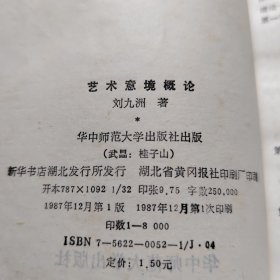 艺术意境概论
刘九洲 著
*
华中师范大学出版社出版
(武昌：桂子山)
新华书店湖北发行所发行 湖北省黄冈报社印刷厂印刷
开本787×1092 1/32 印张9.75 字数250,000
1987年12月第1版 1987年12月第1次印刷
印数1—8 000
ISBN 7—5622—0052—1/J·04
定价：1.50元